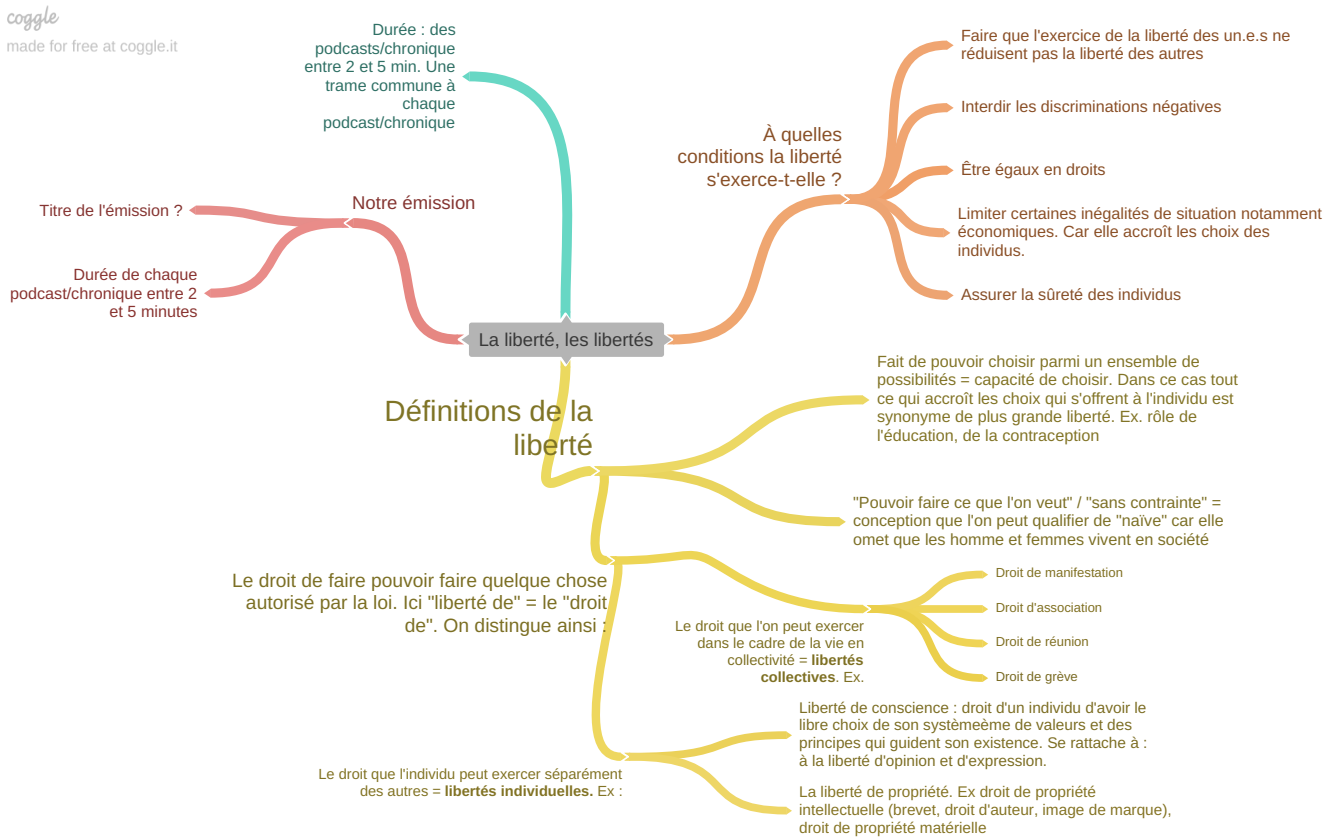 coggle
made for free at coggle.it
Durée : des
podcasts/chronique
entre 2 et 5 min. Une
trame commune à
chaque
podcast/chronique
Notre émission
Titre de l'émission ?
Durée de chaque
podcast/chronique entre 2
et 5 minutes
À quelles
conditions la liberté
s'exerce-t-elle ?
Faire que l'exercice de la liberté des un.e.s ne
réduisent pas la liberté des autres
Interdir les discriminations négatives
Être égaux en droits
Limiter certaines inégalités de situation notamment
économiques. Car elle accroît les choix des
individus.
Assurer la sûreté des individus
La liberté, les libertés
Définitions de la
liberté
Fait de pouvoir choisir parmi un ensemble de
possibilités = capacité de choisir. Dans ce cas tout
ce qui accroît les choix qui s'offrent à l'individu est
synonyme de plus grande liberté. Ex. rôle de
l'éducation, de la contraception
"Pouvoir faire ce que l'on veut" / "sans contrainte" =
conception que l'on peut qualifier de "naïve" car elle
omet que les homme et femmes vivent en société
Le droit de faire pouvoir faire quelque chose
autorisé par la loi. Ici "liberté de" = le "droit
de". On distingue ainsi :
Le droit que l'on peut exercer
dans le cadre de la vie en
collectivité = libertés
collectives. Ex.
Droit de manifestation
Droit d'association
Droit de réunion
Droit de grève
Le droit que l'individu peut exercer séparément
des autres = libertés individuelles. Ex :
Liberté de conscience : droit d'un individu d'avoir le
libre choix de son systèmeème de valeurs et des
principes qui guident son existence. Se rattache à :
à la liberté d'opinion et d'expression.
La liberté de propriété. Ex droit de propriété
intellectuelle (brevet, droit d'auteur, image de marque),
droit de propriété matérielle